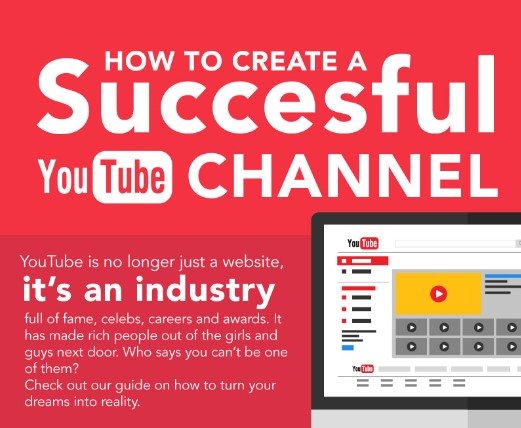 HOW TO CREATE A
Succesful
YouTube CHANNEL
YouTube is no longer just a website,
it's an industry
full of fame, celebs, careers and awards. It
has made rich people out of the girls and
guys next door. Who says you can't be one
of them?
Check out our guide on how to turn your
dreams into reality.
YouTube
YouTube